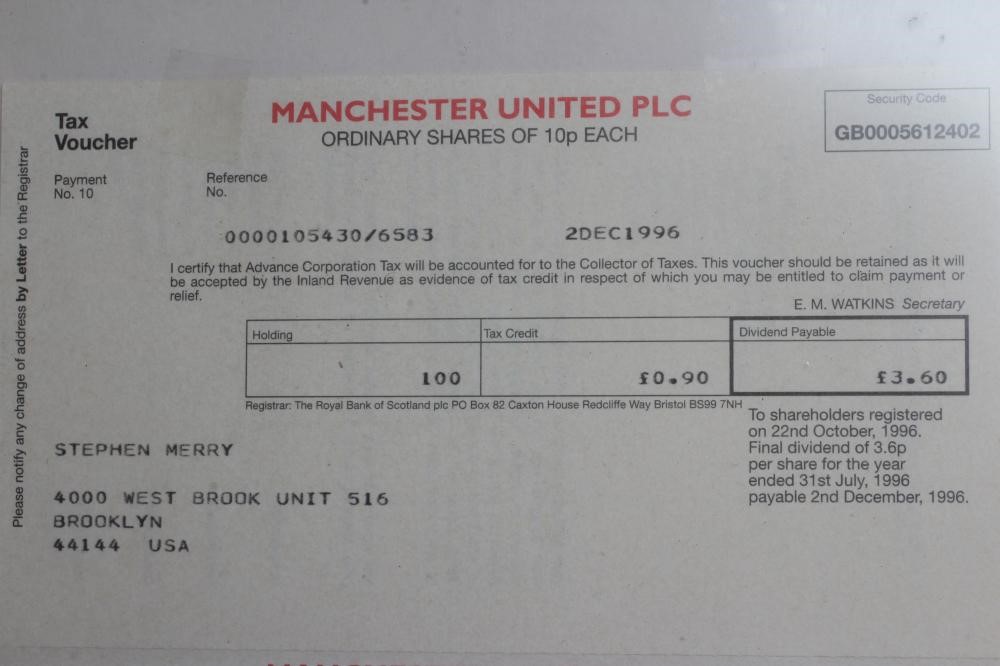 MANCHESTER UNITED PLC
ORDINARY SHARES OF 10p EACH
Tax
Voucher
Security Code
GB0005612402
Payment
No. 10
Reference
No.
0000105430/6583
2DEC1996
I certify that Advance Corporation Tax will be accounted for to the Collector of Taxes. This voucher should be retained as it will
be accepted by the Inland Revenue as evidence of tax credit in respect of which you may be entitled to claim payment or
relief.
E. M. WATKINS Secretary
Holding
Tax Credit
Dividend Payable
100
£0.90
£3.60
Registrar: The Royal Bank of Scotland plc PO Box 82 Caxton House Redcliffe Way Bristol BS99 7NH
To shareholders registered
on 22nd October, 1996.
Final dividend of 3.6p
per share for the year
ended 31st July, 1996
payable 2nd December, 1996.
STEPHEN MERRY
4000 WEST BROOK UNIT 516
BROOKLYN
44144 USA
Please notify any change of address by Letter to the Registrar